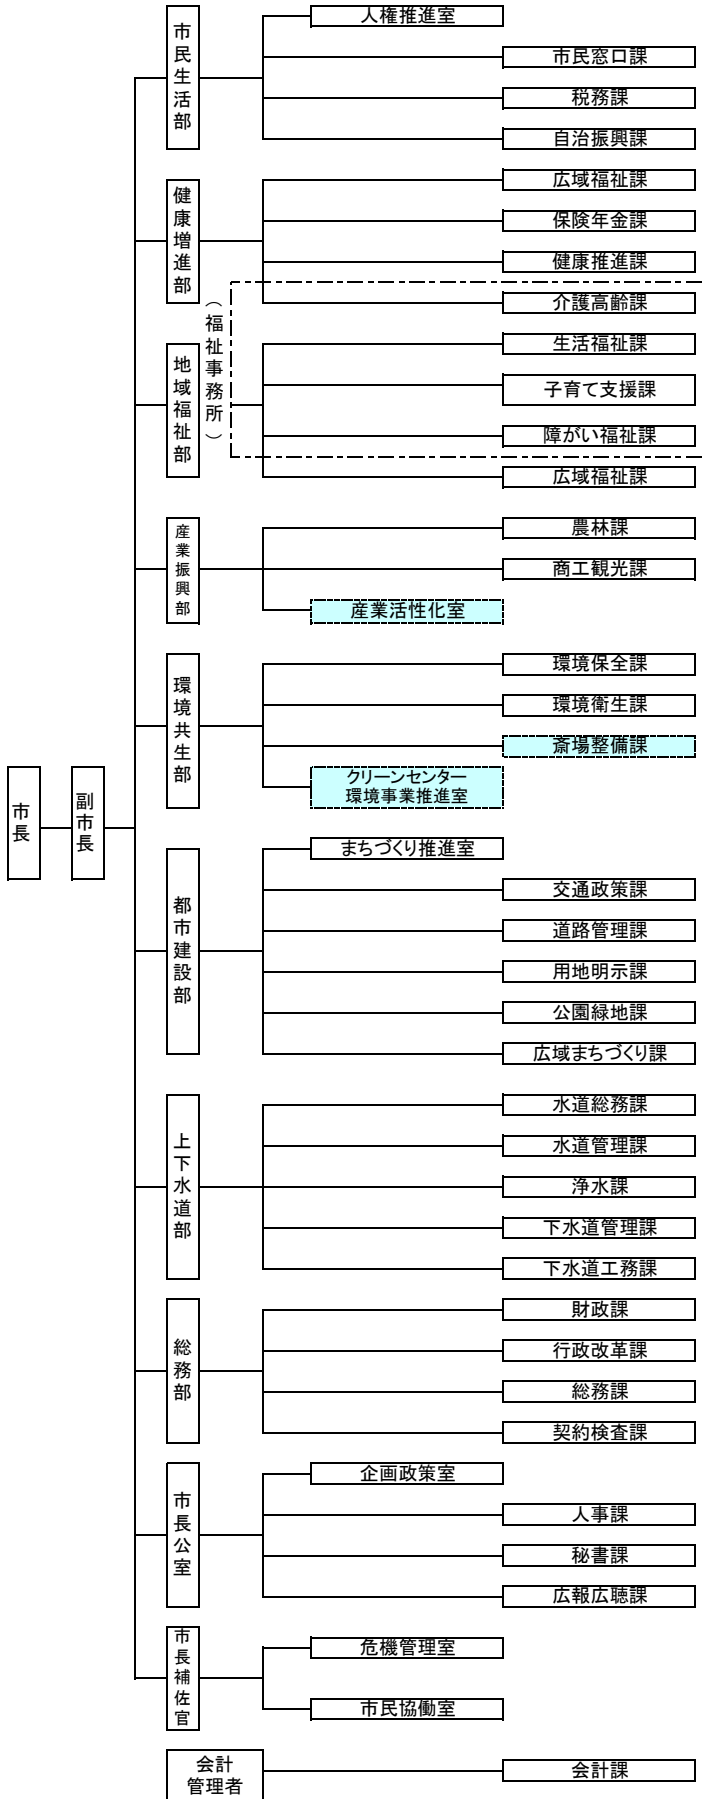 市長
副市長
市民生活部
人権推進室
市民窓口課
税務課
自治振興課
健康増進部
広域福祉課
保険年金課
健康推進課
介護高齢課
（福祉事務所）
地域福祉部
生活福祉課
子育て支援課
障がい福祉課
広域福祉課
産業振興部
農林課
商工観光課
産業活性化室
環境共生部
環境保全課
環境衛生課
斎場整備課
クリーンセンター
環境事業推進室
都市建設部
まちづくり推進室
交通政策課
道路管理課
用地明示課
公園緑地課
広域まちづくり課
上下水道部
水道総務課
水道管理課
浄水課
下水道管理課
下水道工務課
総務部
財政課
行政改革課
総務課
契約検査課
市長公室
企画政策室
人事課
秘書課
広報広聴課
市長補佐官
危機管理室
市民協働室
会計
管理者
会計課